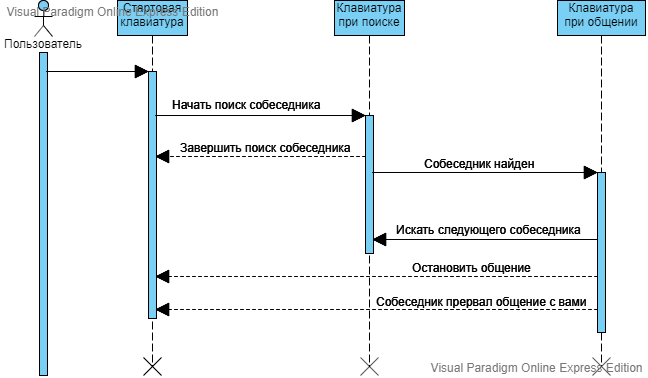 Visual Paradigm Online Express Edition
Стартовая
клавиатура
Клавиатура
при поиске
Клавиатура
при общении
Пользователь
Начать поиск собеседника
Завершить поиск собеседника
Собеседник найден
Искать следующего собеседника
Остановить общение
Собеседник прервал общение с вами
Visual Paradigm Online Express Edition